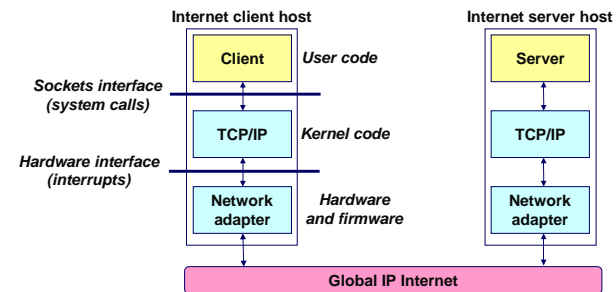 Internet client host
Internet server host
Client
User code
Server
Sockets interface
(system calls)
TCP/IP
Kernel code
TCP/IP
Hardware interface
(interrupts)
Network
adapter
Hardware
and firmware
Network
adapter
Global IP Internet